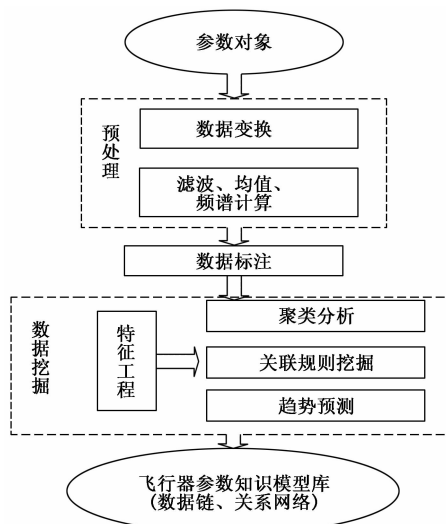 参数对象
预处理
数据变换
滤波、均值、
频谱计算
数据标注
数据挖掘
特征工程
聚类分析
关联规则挖掘
趋势预测
飞行器参数知识模型库
(数据链、关系网络)